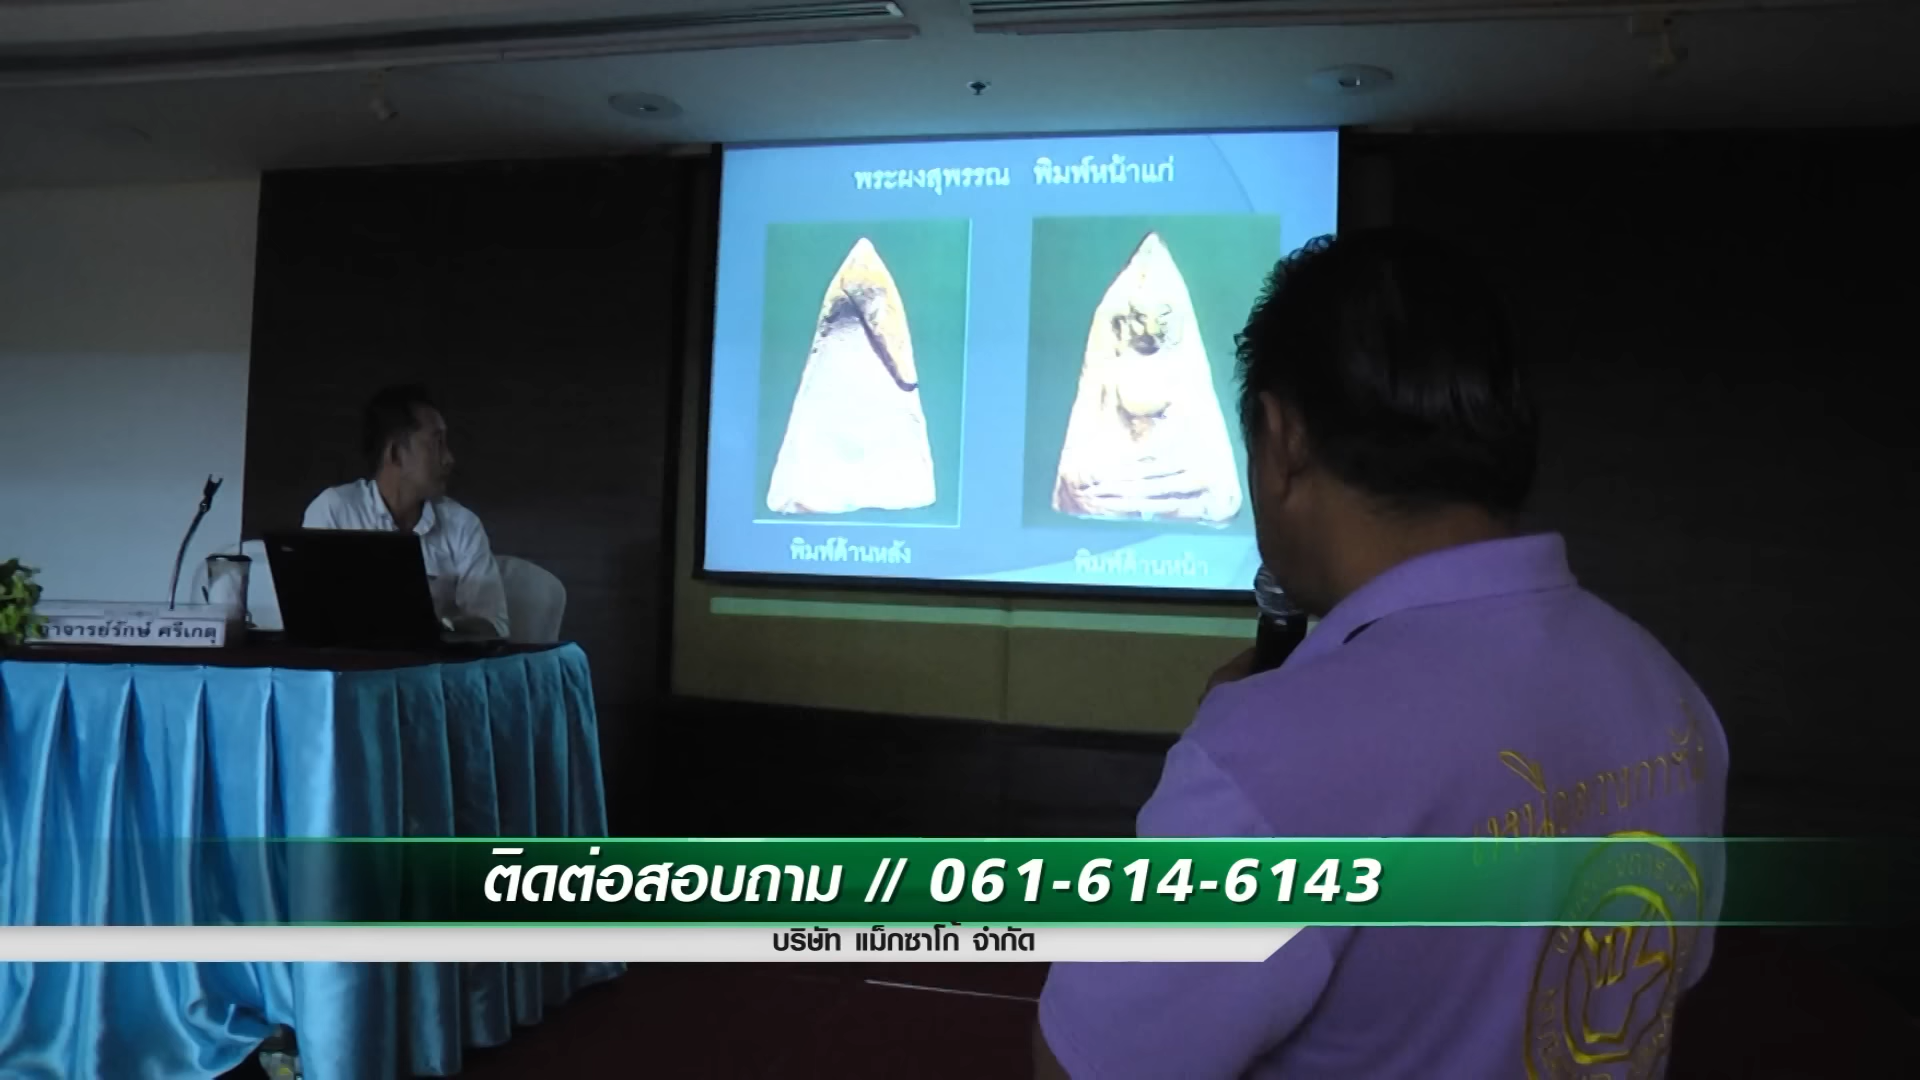 พระผงสุพรรณ พิมพ์หน้าแก่
พิมพ์ด้านหลัง
พิมพ์ด้านหน้า
อาจารย์รักษ์ ศรีเกตุ
ติดต่อสอบถาม // 061-614-6143
บริษัท แม็กซาโก้ จำกัด